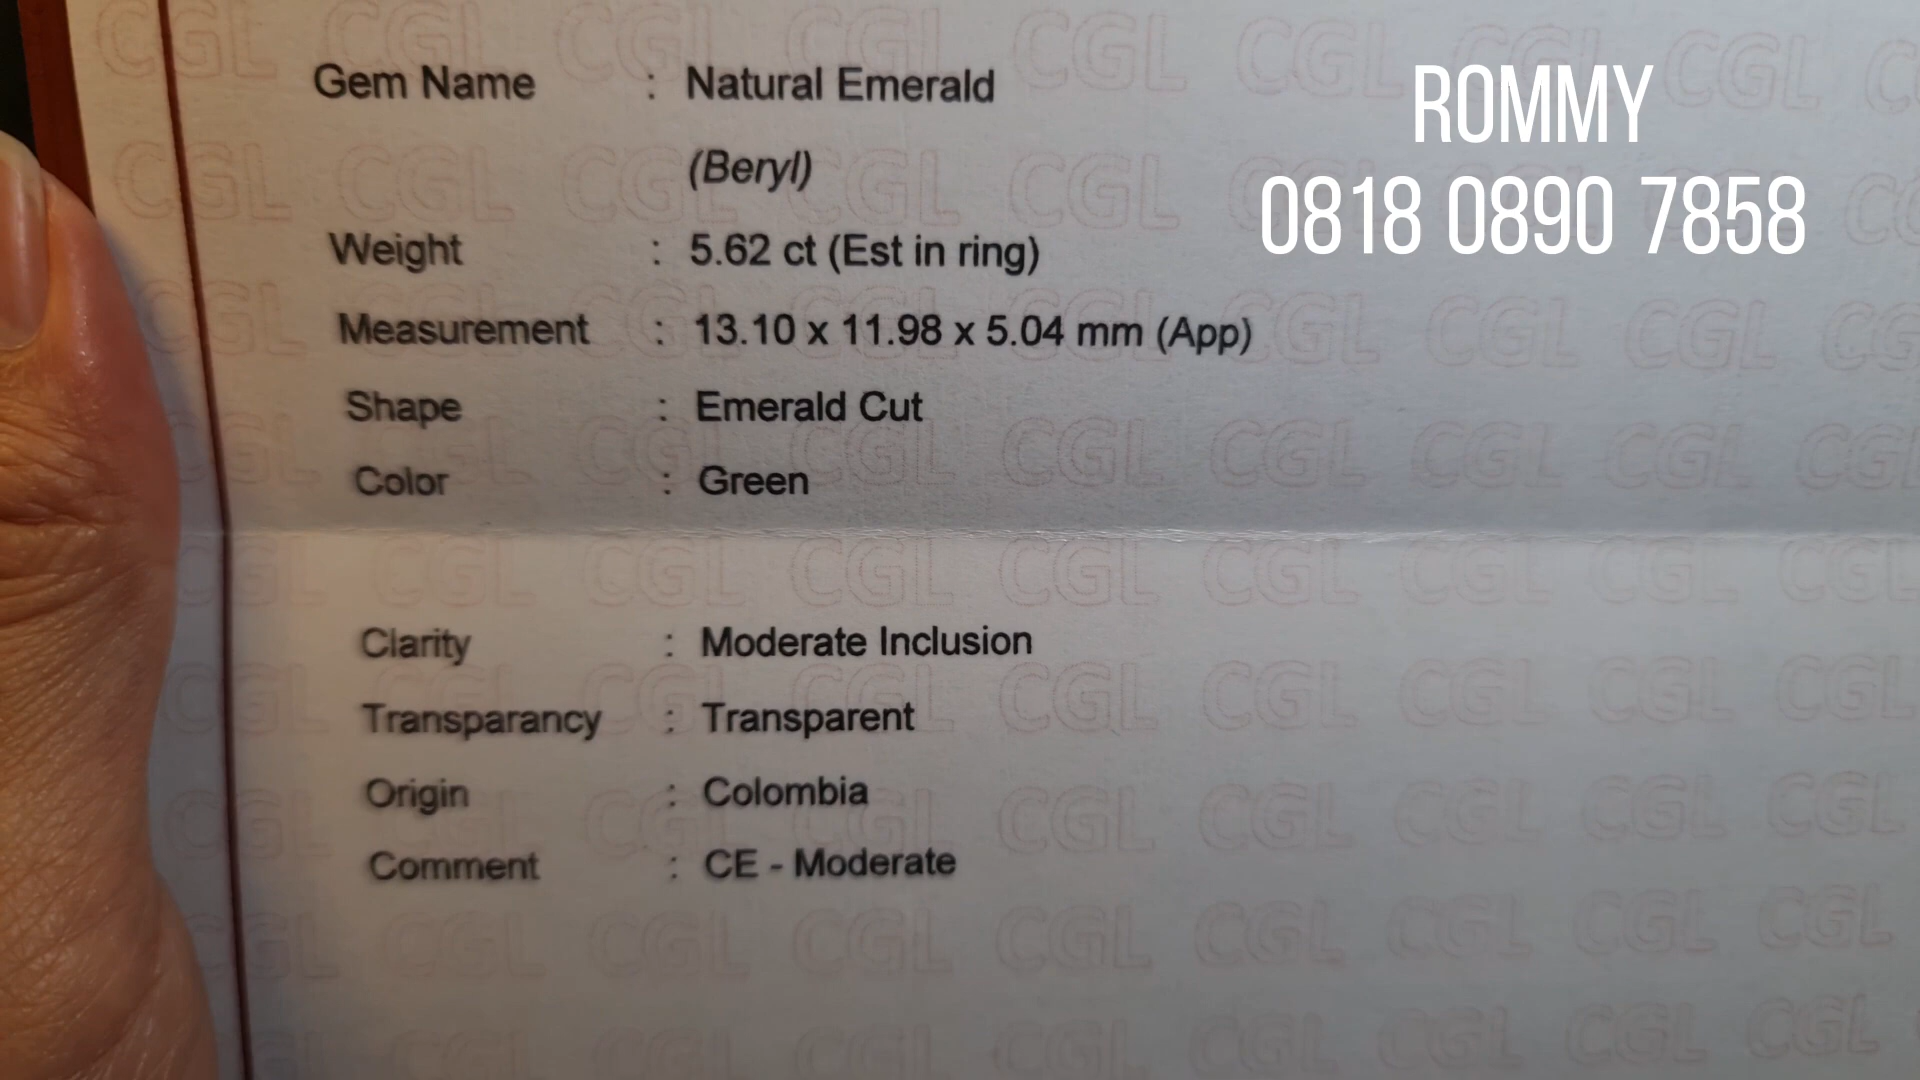 Gem Name : Natural Emerald
(Beryl)
Weight : 5.62 ct (Est in ring)
Measurement : 13.10 x 11.98 x 5.04 mm (App)
Shape : Emerald Cut
Color : Green
Clarity : Moderate Inclusion
Transparancy : Transparent
Origin : Colombia
Comment : CE - Moderate
ROMMY
0818 0890 7858
CGL